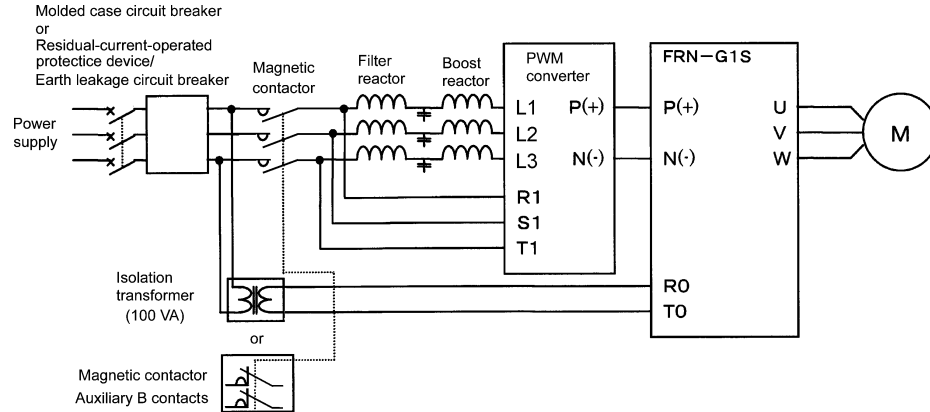 Molded case circuit breaker
or
Residual-current-operated
protectice device/
Earth leakage circuit breaker
Magnetic
contactor
Filter
reactor
Boost
reactor
PWM
converter
FRN-G1S
Power
supply
L1
P(+)
P(+)
U
L2
V
M
L3
N(-)
N(-)
W
R1
S1
T1
Isolation
transformer
(100 VA)
R0
T0
or
Magnetic contactor
Auxiliary B contacts